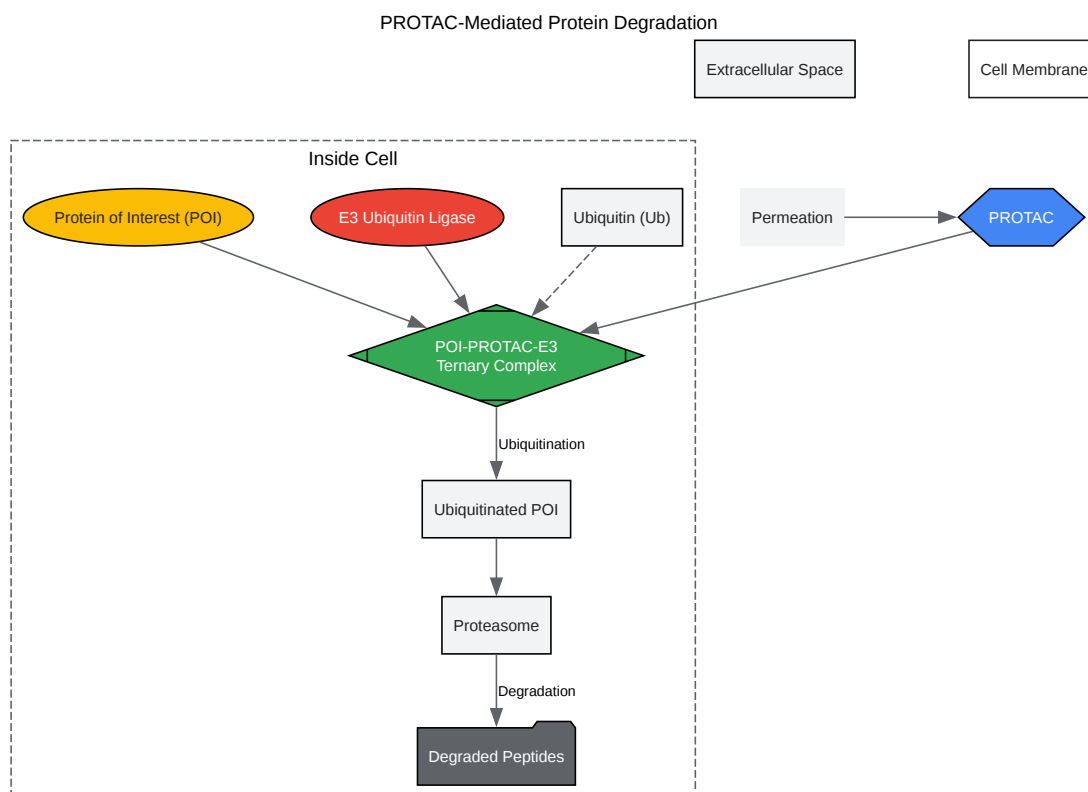 PROTAC-Mediated Protein Degradation
Extracellular Space
Cell Membrane
Inside Cell
Protein of Interest (POI)
E3 Ubiquitin Ligase
Ubiquitin (Ub)
Permeation
PROTAC
POI-PROTAC-E3
Ternary Complex
Ubiquitination
Ubiquitinated POI
Proteasome
Degradation
Degraded Peptides